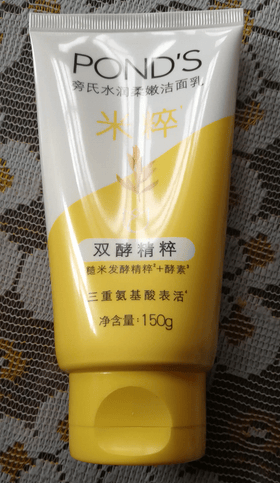 POND'S
旁氏水润柔嫩洁面乳
米粹
双酵精粹
糙米发酵精粹+酵素
三重氨基酸表活
净含量:150g